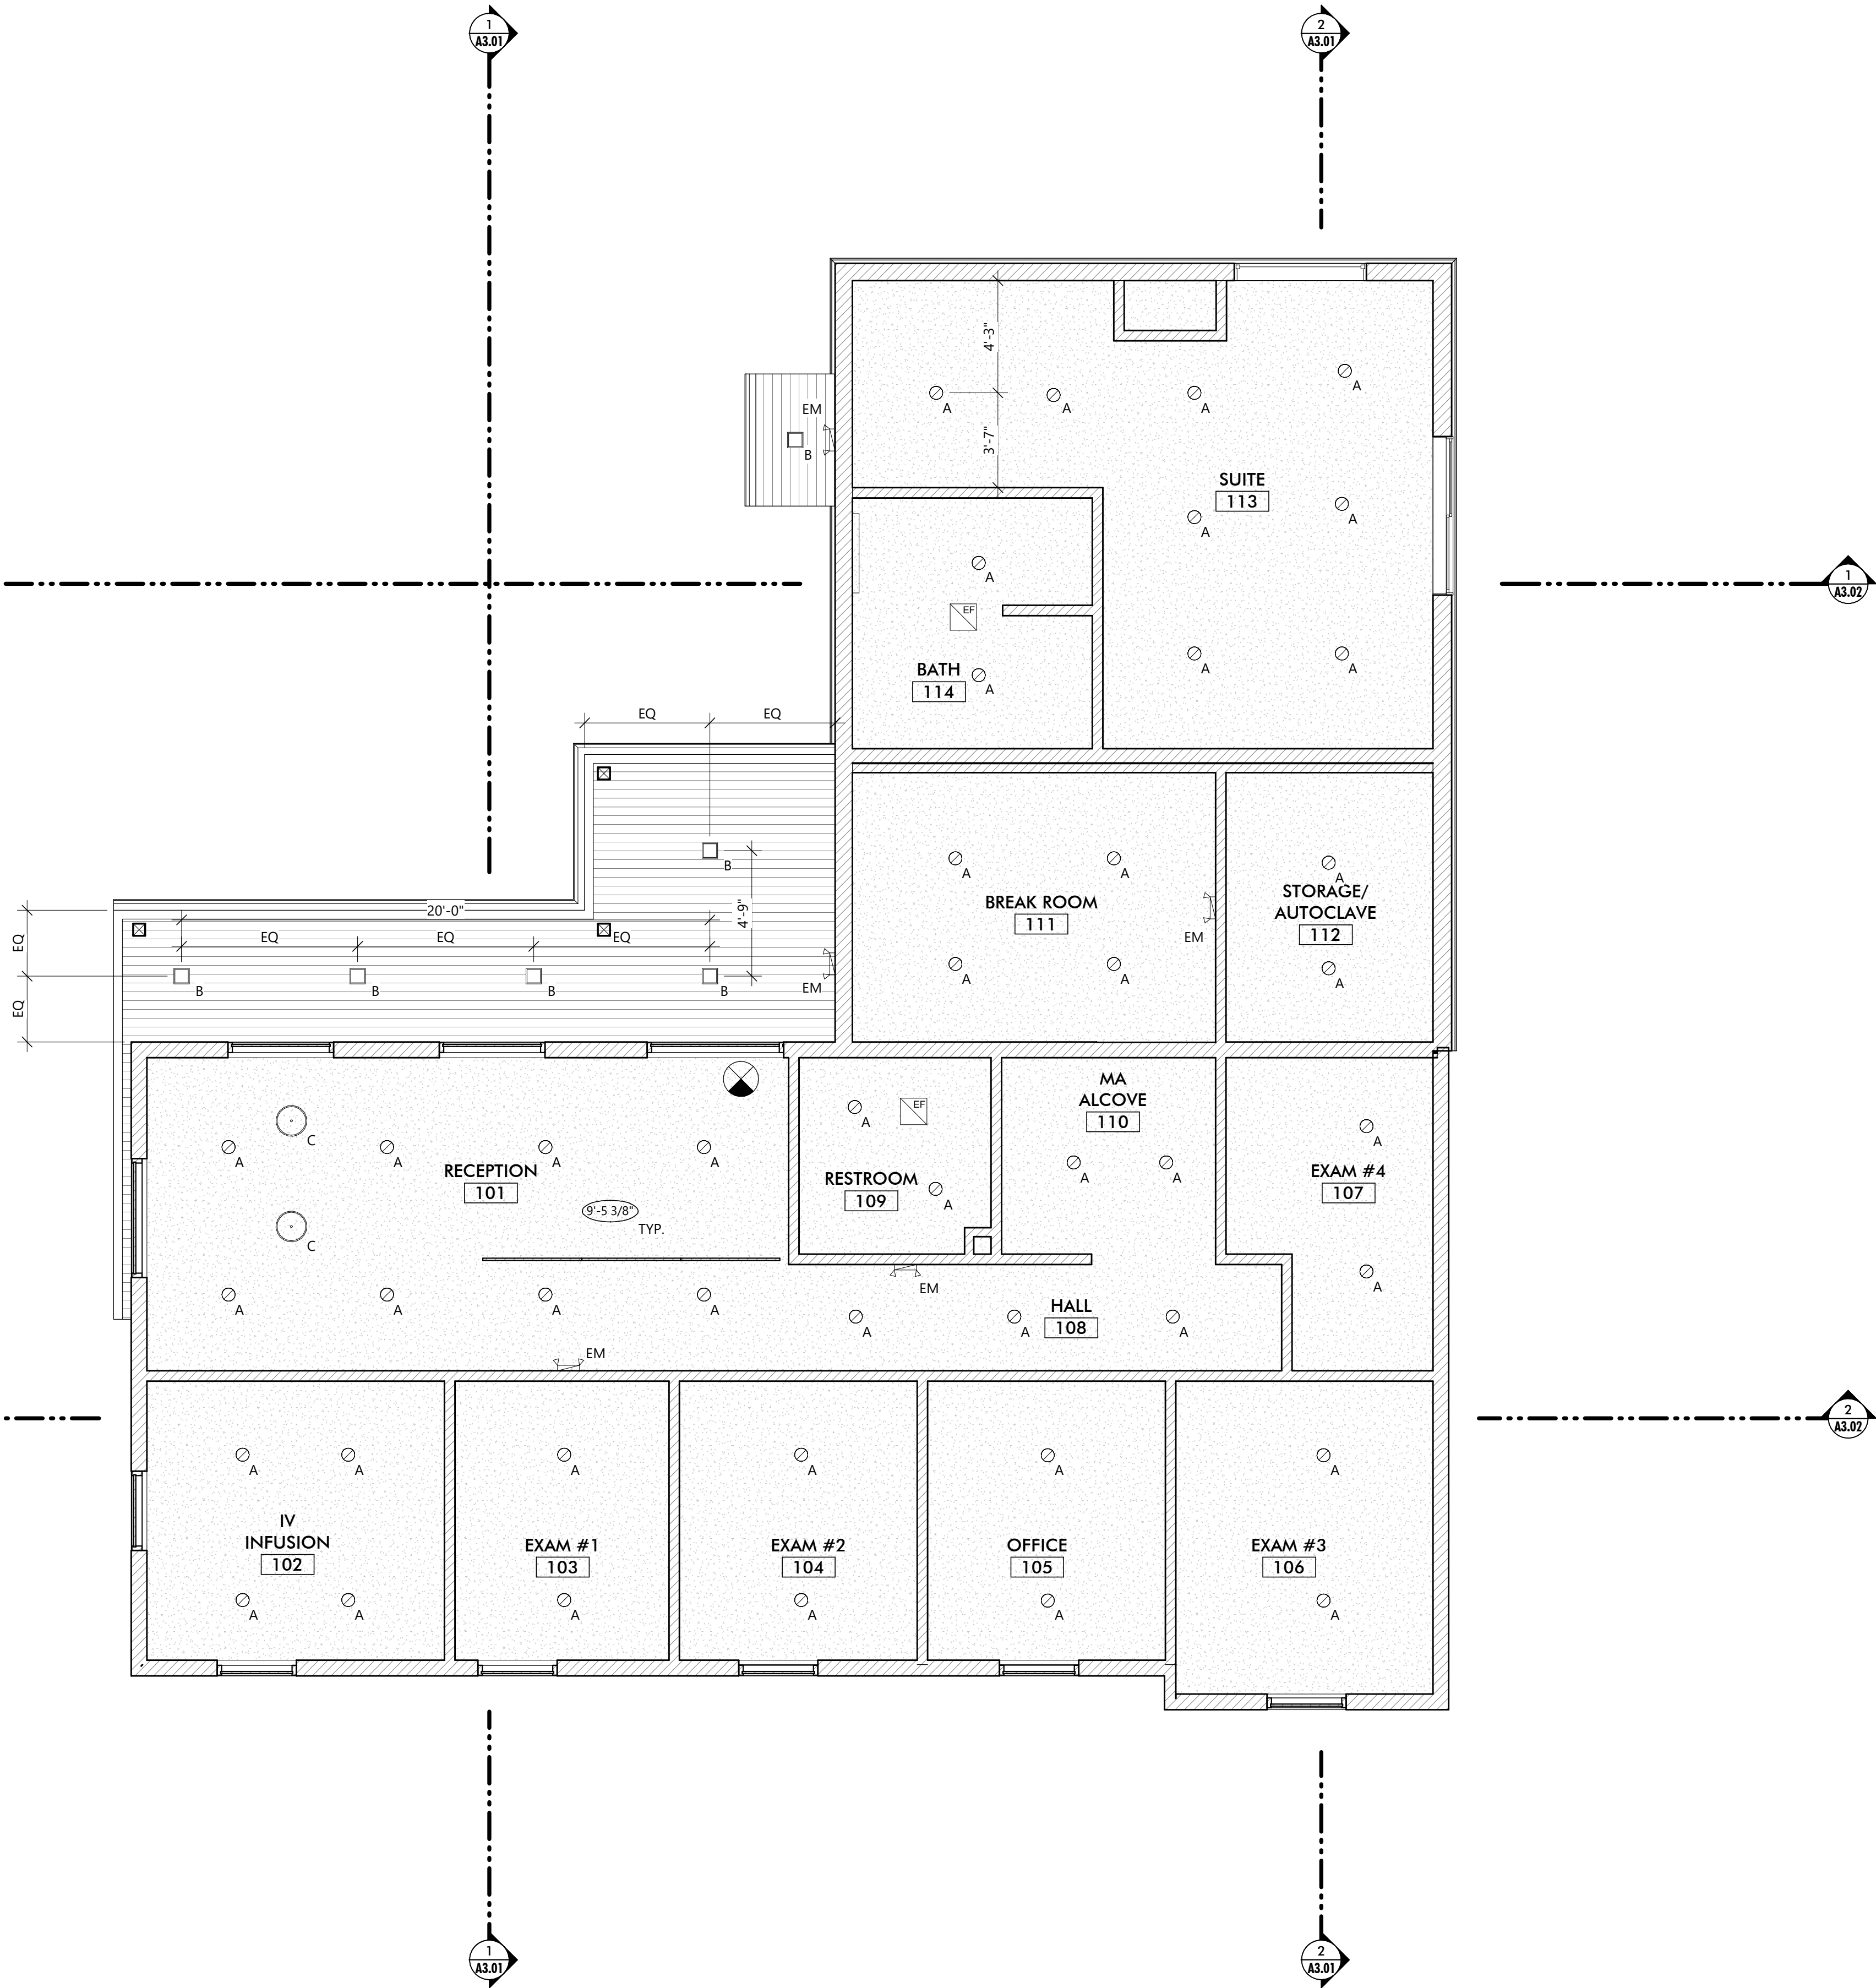 1
A3.01
2
A3.01
4'-3"
A
EM
A
A
A
B
3'-7"
SUITE
113
A
A
A
1
A3.02
EF
BATH
114
A
A
A
EQ
EQ
A
A
B
BREAK ROOM
111
STORAGE/
AUTOCLAVE
112
A
20'-0"
4'-9"
EQ
EQ
EQ
EQ
EM
A
A
A
B
B
B
B
EM
EQ
MA
ALCOVE
110
EF
A
C
A
A
A
A
A
RECEPTION
101
RESTROOM
109
A
A
EXAM #4
107
9'-5 3/8"
TYP.
A
C
A
EM
A
A
A
A
HALL
108
A
A
A
EM
2
A3.02
A
A
A
A
A
A
IV
INFUSION
102
EXAM #1
103
EXAM #2
104
OFFICE
105
EXAM #3
106
A
A
A
A
A
A
1
A3.01
2
A3.01